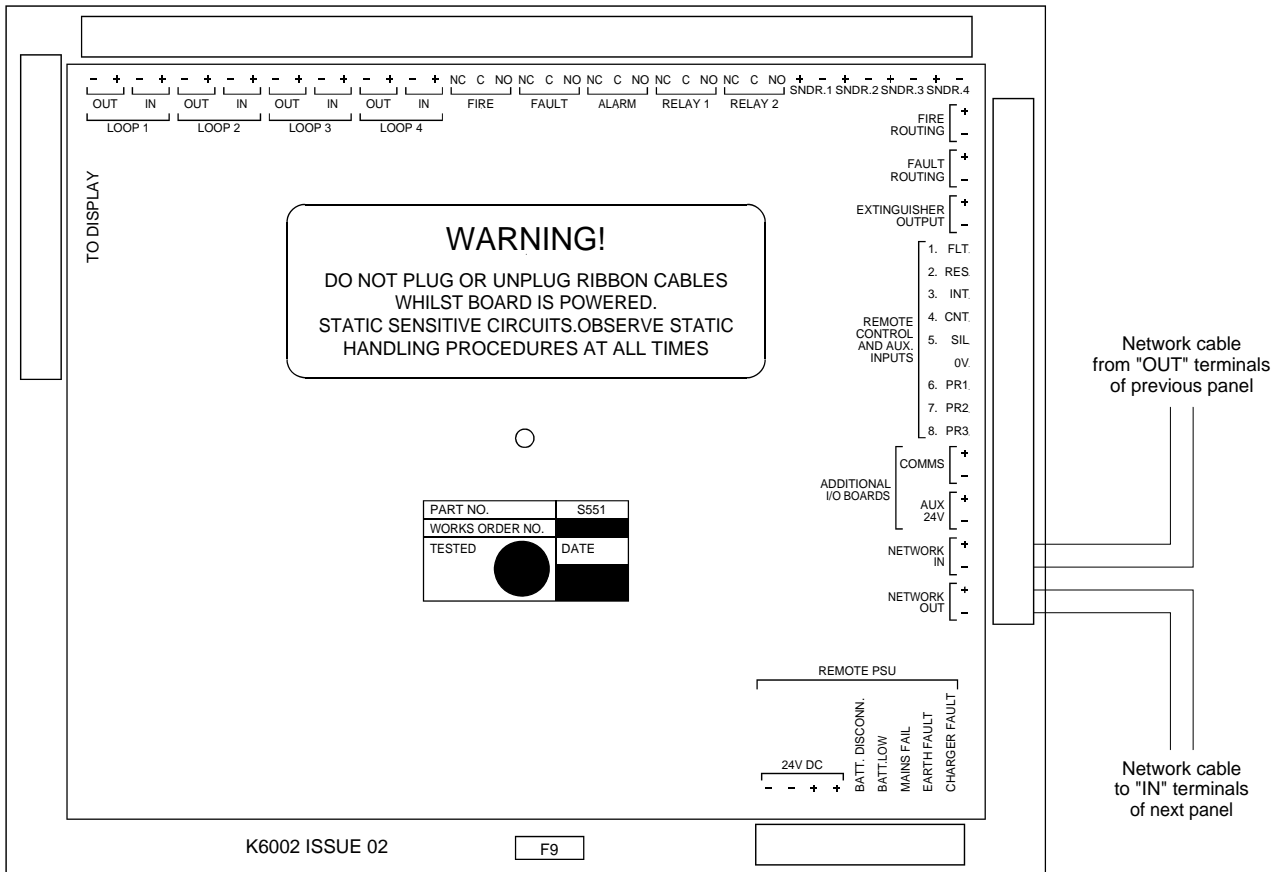 - + - + - + - + - + - + - + - + NC C NO NC C NO NC C NO NC C NO NC C NO + - + - + - + -
OUT IN OUT IN OUT IN OUT IN FIRE FAULT ALARM RELAY 1 RELAY 2 SNDR.1 SNDR.2 SNDR.3 SNDR.4
LOOP 1 LOOP 2 LOOP 3 LOOP 4
TO DISPLAY
FIRE +
ROUTING -
FAULT +
ROUTING -
EXTINGUISHER +
OUTPUT -
WARNING!
DO NOT PLUG OR UNPLUG RIBBON CABLES
WHILST BOARD IS POWERED.
STATIC SENSITIVE CIRCUITS.OBSERVE STATIC
HANDLING PROCEDURES AT ALL TIMES
REMOTE
CONTROL
AND AUX.
INPUTS
1. FLT.
2. RES.
3. INT.
4. CNT.
5. SIL.
0V.
6. PR1.
7. PR2.
8. PR3.
ADDITIONAL
I/O BOARDS
COMMS + -
AUX +
24V -
NETWORK +
IN -
NETWORK +
OUT -
PART NO. S551
WORKS ORDER NO.
TESTED DATE
REMOTE PSU
24V DC
- - + +
BATT. DISCONN.
BATT.LOW
MAINS FAIL
EARTH FAULT
CHARGER FAULT
Network cable
from "OUT" terminals
of previous panel
Network cable
to "IN" terminals
of next panel
K6002 ISSUE 02 F9